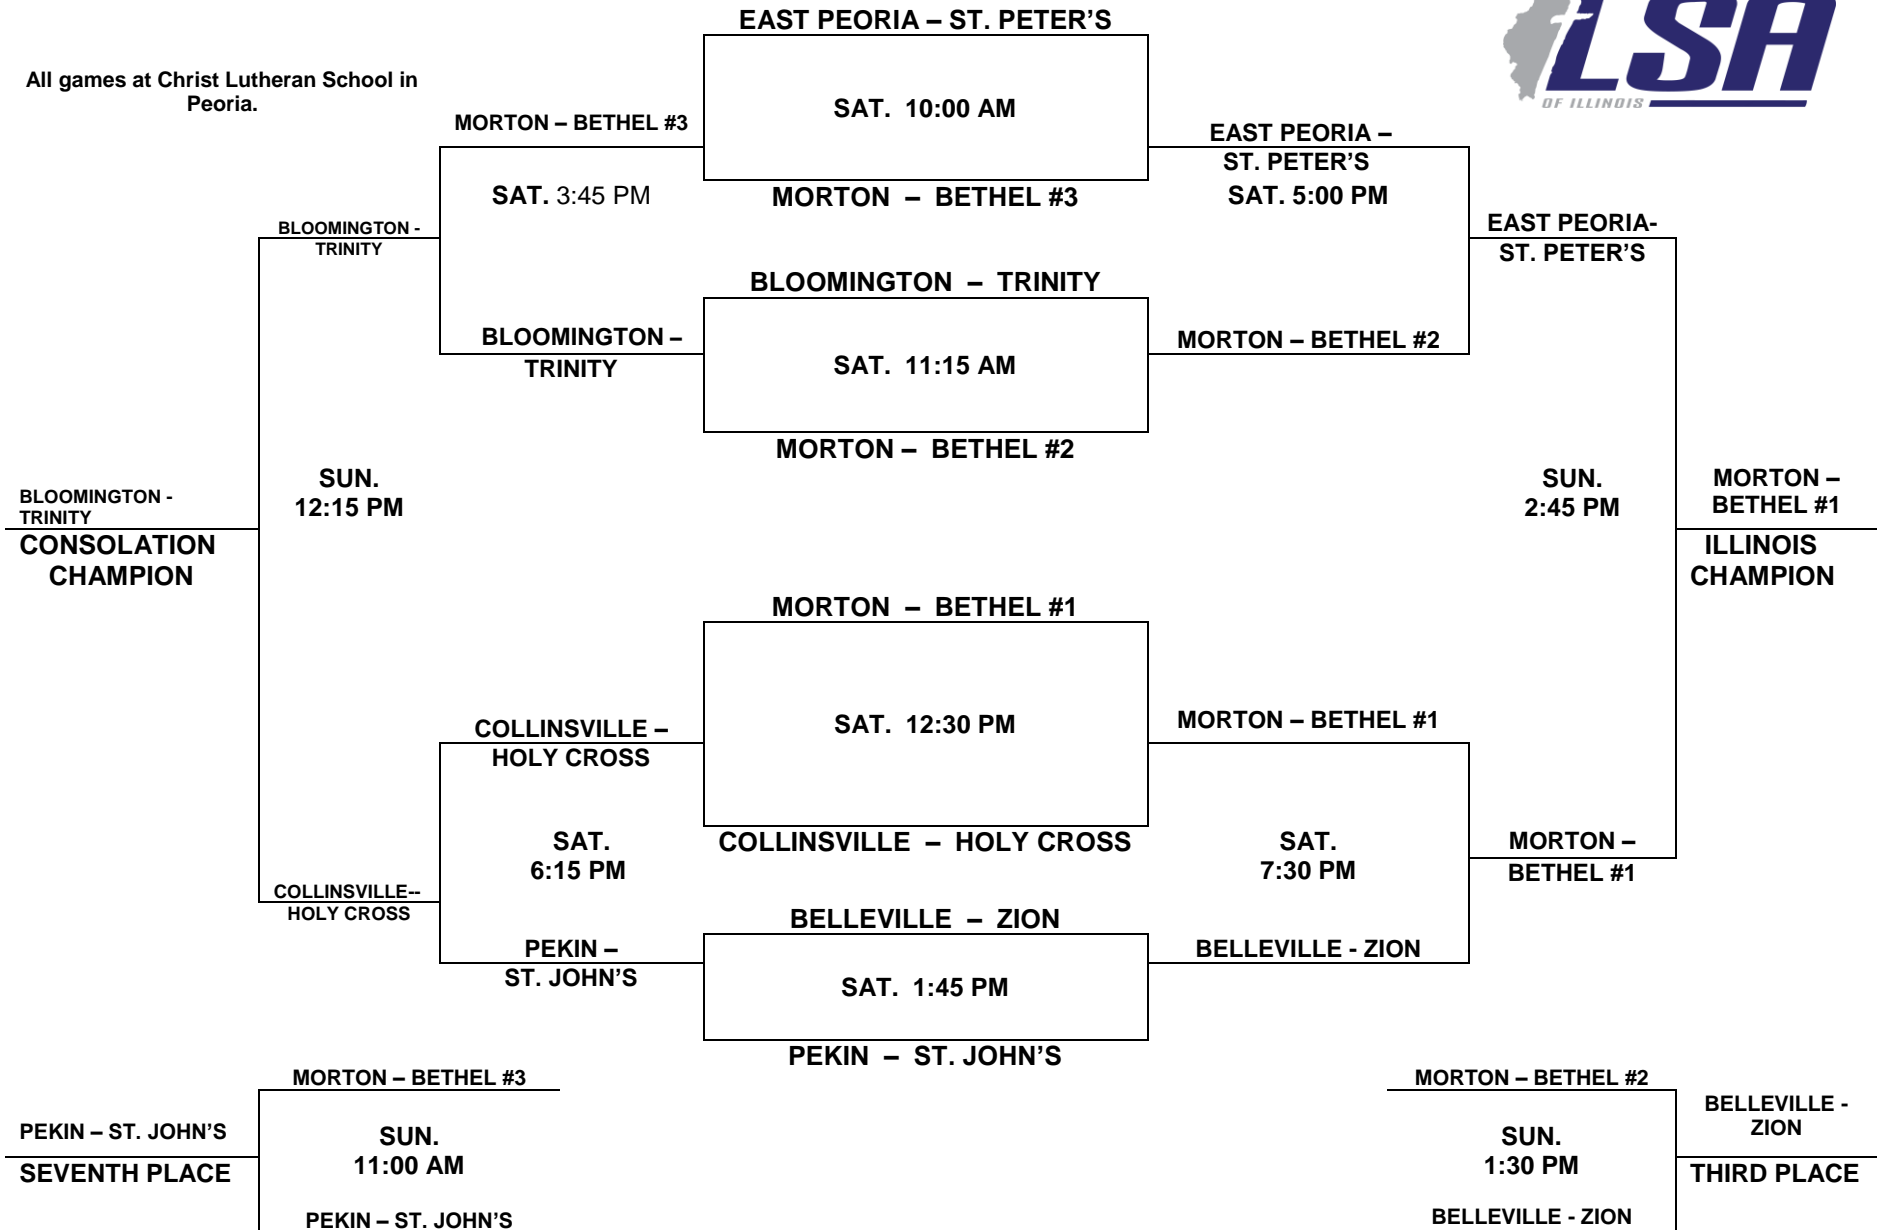 EAST PEORIA – ST. PETER'S
LSA
OF ILLINOIS
All games at Christ Lutheran School in
Peoria.
SAT. 10:00 AM
MORTON – BETHEL #3
EAST PEORIA –
ST. PETER'S
SAT. 3:45 PM
MORTON – BETHEL #3
SAT. 5:00 PM
BLOOMINGTON -
TRINITY
EAST PEORIA-
ST. PETER'S
BLOOMINGTON – TRINITY
BLOOMINGTON –
TRINITY
SAT. 11:15 AM
MORTON – BETHEL #2
MORTON – BETHEL #2
BLOOMINGTON -
TRINITY
CONSOLATION
CHAMPION
SUN.
12:15 PM
SUN.
2:45 PM
MORTON –
BETHEL #1
ILLINOIS
CHAMPION
MORTON – BETHEL #1
COLLINSVILLE –
HOLY CROSS
SAT. 12:30 PM
MORTON – BETHEL #1
SAT.
6:15 PM
COLLINSVILLE – HOLY CROSS
SAT.
7:30 PM
MORTON –
BETHEL #1
COLLINSVILLE--
HOLY CROSS
BELLEVILLE – ZION
PEKIN –
ST. JOHN'S
SAT. 1:45 PM
BELLEVILLE - ZION
PEKIN – ST. JOHN'S
MORTON – BETHEL #3
MORTON – BETHEL #2
PEKIN – ST. JOHN'S
SEVENTH PLACE
SUN.
11:00 AM
SUN.
1:30 PM
BELLEVILLE -
ZION
THIRD PLACE
PEKIN – ST. JOHN'S
BELLEVILLE - ZION